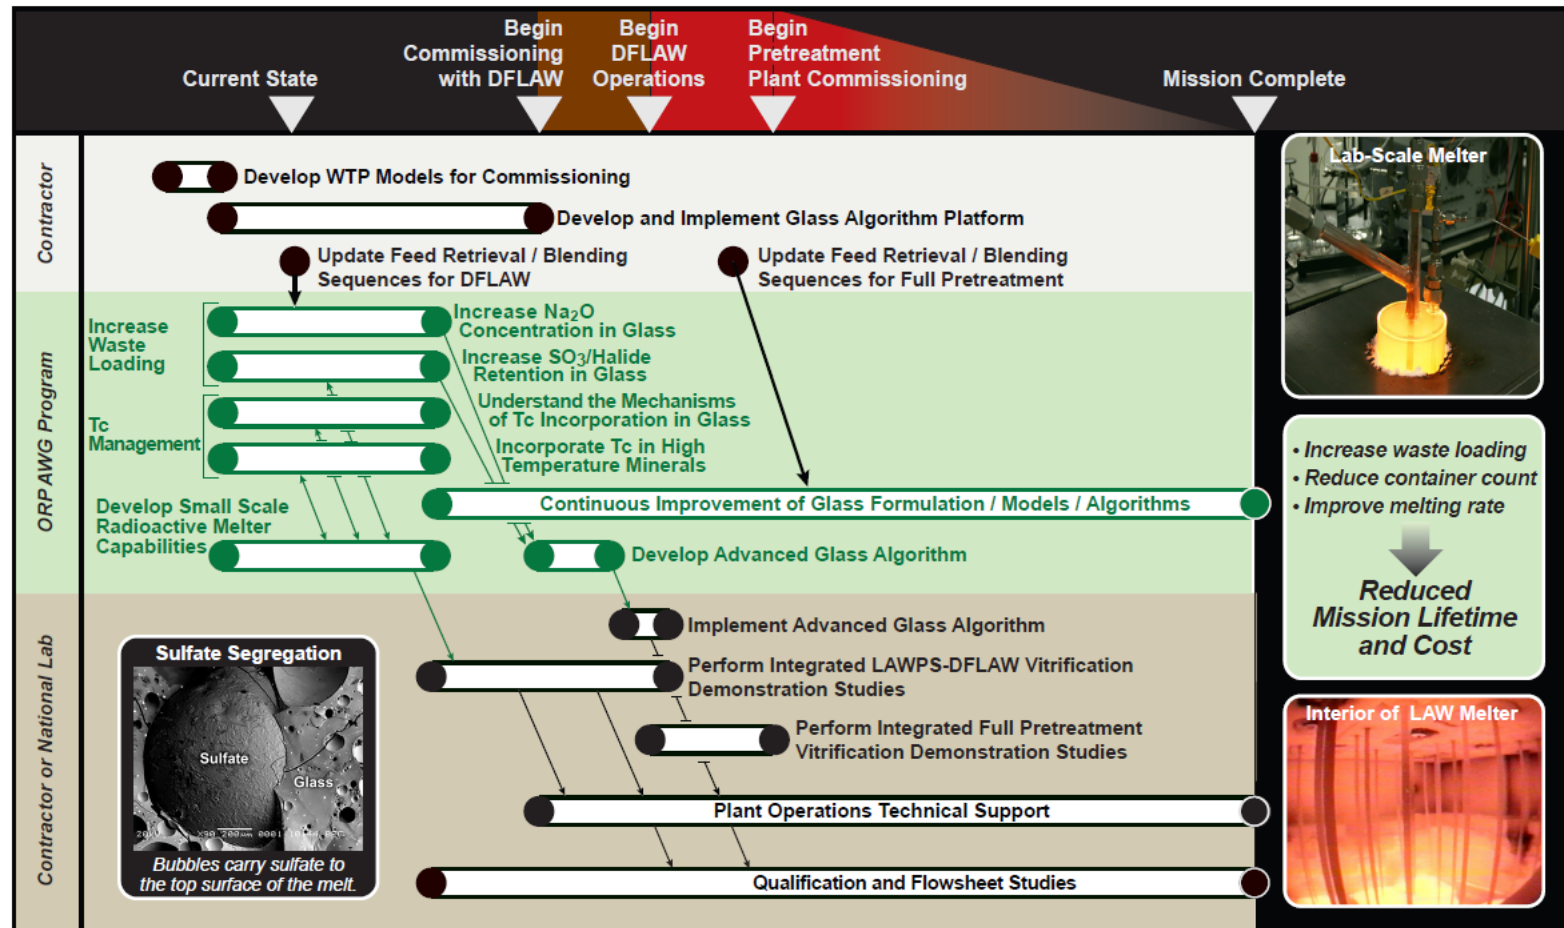 Current State
Begin
Commissioning
with DFLAW
Begin
DFLAW
Operations
Begin
Pretreatment
Plant Commissioning
Mission Complete
Contractor
Develop WTP Models for Commissioning
Develop and Implement Glass Algorithm Platform
Update Feed Retrieval / Blending
Sequences for DFLAW
Update Feed Retrieval / Blending
Sequences for Full Pretreatment
ORP AWG Program
Increase
Waste
Loading
Increase Na2O
Concentration in Glass
Increase SO3/Halide
Retention in Glass
Tc
Management
Understand the Mechanisms
of Tc Incorporation in Glass
Incorporate Tc in High
Temperature Minerals
Continuous Improvement of Glass Formulation / Models / Algorithms
Develop Small Scale
Radioactive Melter
Capabilities
Develop Advanced Glass Algorithm
Contractor or National Lab
Implement Advanced Glass Algorithm
Perform Integrated LAWPS-DFLAW Vitrification
Demonstration Studies
Perform Integrated Full Pretreatment
Vitrification Demonstration Studies
Plant Operations Technical Support
Qualification and Flowsheet Studies
Sulfate Segregation
Sulfate
Glass
20kV X90 200µm 0001
Bubbles carry sulfate to
the top surface of the melt.
Lab-Scale Melter
• Increase waste loading
• Reduce container count
• Improve melting rate
Reduced
Mission Lifetime
and Cost
Interior of LAW Melter